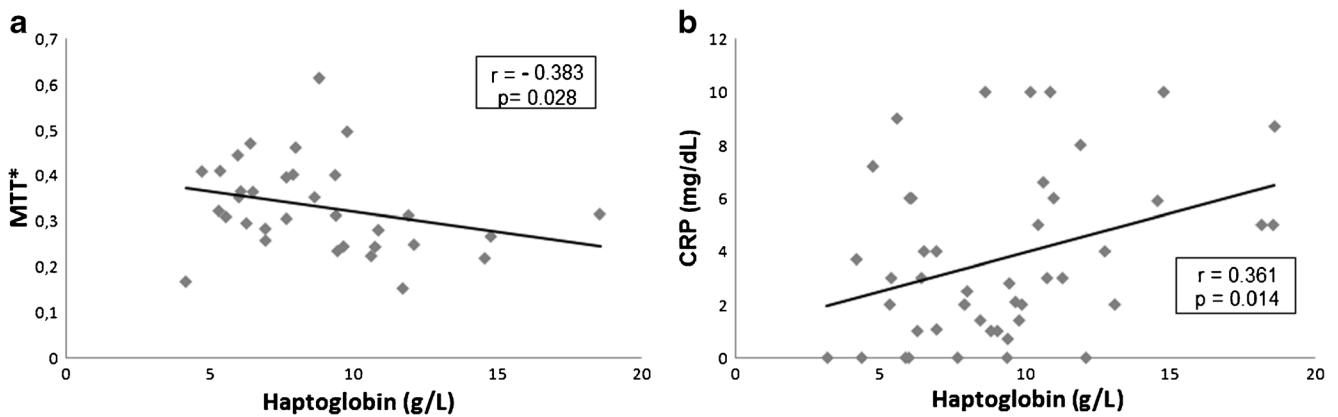 a
0,7
0,6
0,5
0,4
0,3
0,2
0,1
0
MTT*
0 5 10 15 20
Haptoglobin (g/L)
r = - 0.383
p= 0.028
b
12
10
8
6
4
2
0
CRP (mg/dL)
0 5 10 15 20
Haptoglobin (g/L)
r = 0.361
p = 0.014